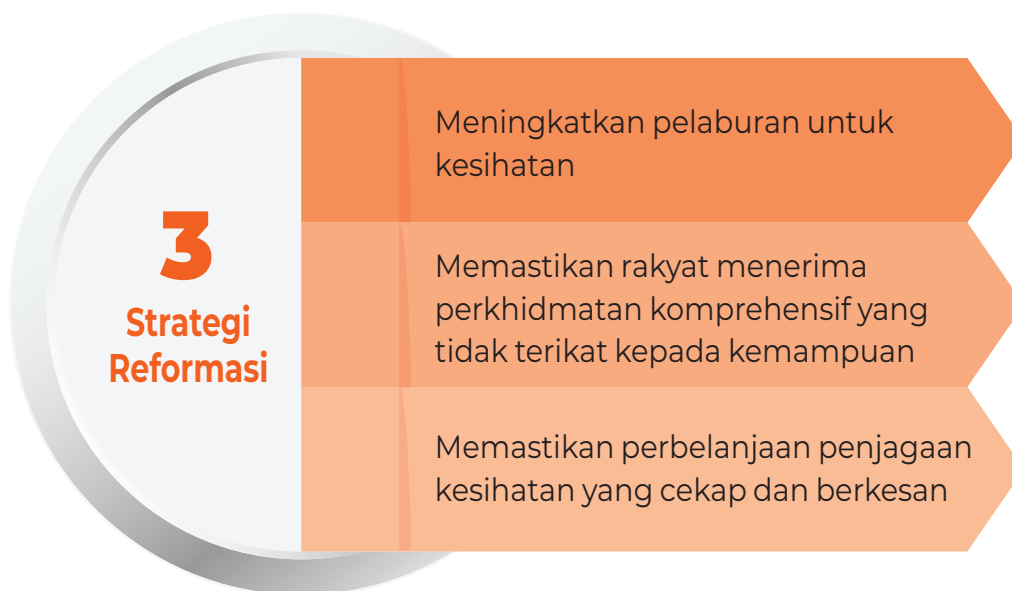 3
Strategi
Reformasi
Meningkatkan pelaburan untuk
kesihatan
Memastikan rakyat menerima
perkhidmatan komprehensif yang
tidak terikat kepada kemampuan
Memastikan perbelanjaan penjagaan
kesihatan yang cekap dan berkesan